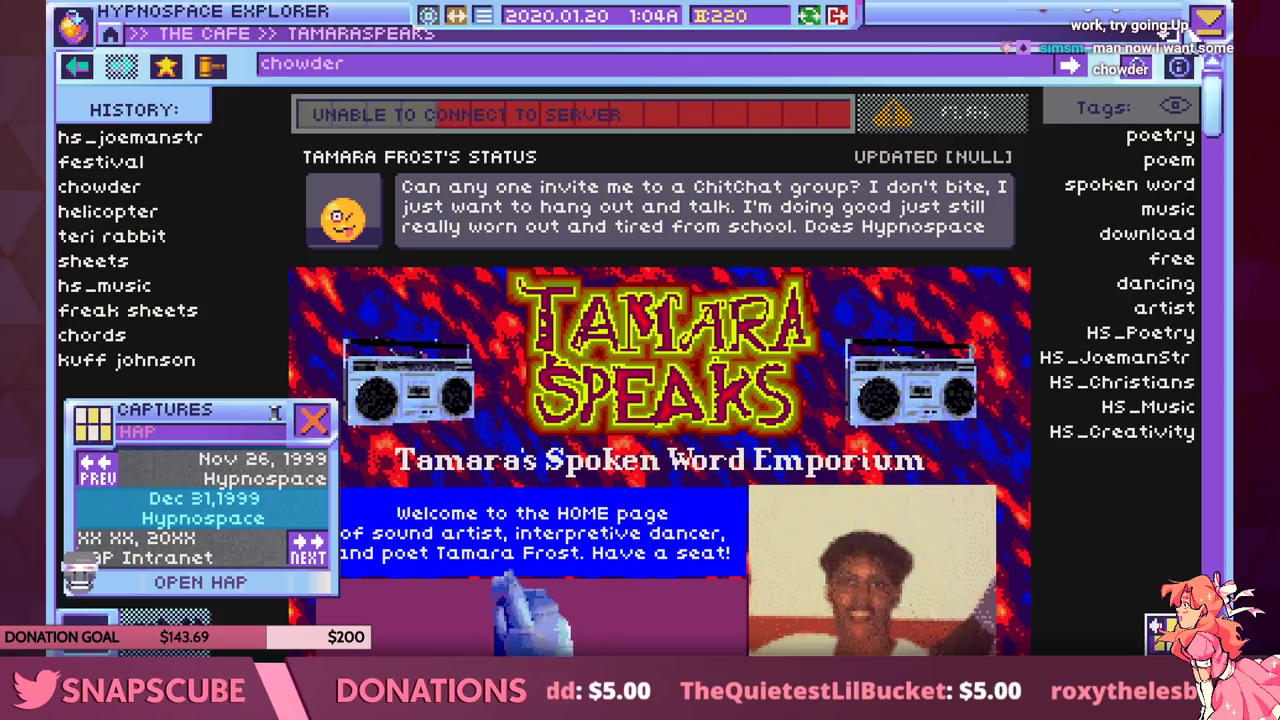 HYPNOSPACE EXPLORER
2020.01.20 1:04A
220
work, try going Up
>> THE CAFE >> TAMARASPEAKS
simsm: man now I want some
chowder
chowder
HISTORY:
hs_joemanstr
festival
chowder
helicopter
teri rabbit
sheets
hs_music
freak sheets
chords
kuff johnson
UNABLE TO CONNECT TO SERVER
TAMARA FROST'S STATUS
UPDATED [NULL]
Can any one invite me to a ChitChat group? I don't bite, I
just want to hang out and talk. I'm doing good just still
really worn out and tired from school. Does Hypnospace
TAMARA
SPEAKS
Tamara's Spoken Word Emporium
Welcome to the HOME page
of sound artist, interpretive dancer,
and poet Tamara Frost. Have a seat!
Tags:
poetry
poem
spoken word
music
download
free
dancing
artist
HS_Poetry
HS_JoemanStr
HS_Christians
HS_Music
HS_Creativity
CAPTURES
HAP
PREV
Nov 26, 1999
Hypnospace
Dec 31,1999
Hypnospace
XX XX, 20XX
Intranet
NEXT
OPEN HAP
DONATION GOAL $143.69 $200
SNAPSCUBE
DONATIONS
dd: $5.00 TheQuietestLilBucket: $5.00 roxythelesb